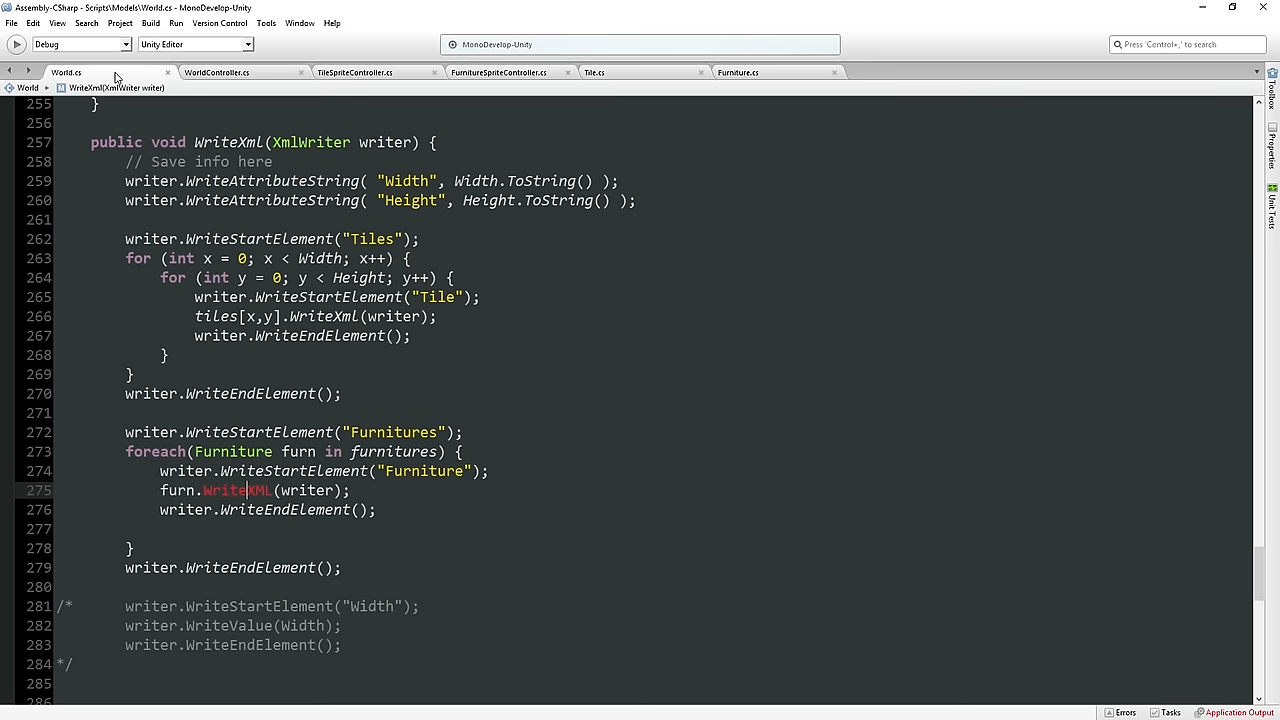 Assembly-CSharp - Scripts\Models\World.cs - MonoDevelop-Unity
File Edit View Search Project Build Run Version Control Tools Window Help
Debug Unity Editor MonoDevelop-Unity Press 'Control+,' to search
World.cs WorldController.cs TileSpriteController.cs FurnitureSpriteController.cs Tile.cs Furniture.cs
World WriteXml(XmlWriter writer)
Toolbox
Properties
Unit Tests
255 }
256
257 public void WriteXml(XmlWriter writer) {
258 // Save info here
259 writer.WriteAttributeString( "Width", Width.ToString() );
260 writer.WriteAttributeString( "Height", Height.ToString() );
261
262 writer.WriteStartElement("Tiles");
263 for (int x = 0; x < Width; x++) {
264 for (int y = 0; y < Height; y++) {
265 writer.WriteStartElement("Tile");
266 tiles[x,y].WriteXml(writer);
267 writer.WriteEndElement();
268 }
269 }
270 writer.WriteEndElement();
271
272 writer.WriteStartElement("Furnitures");
273 foreach(Furniture furn in furnitures) {
274 writer.WriteStartElement("Furniture");
275 furn.WriteXML(writer);
276 writer.WriteEndElement();
277
278 }
279 writer.WriteEndElement();
280
281 /* writer.WriteStartElement("Width");
282 writer.WriteValue(Width);
283 writer.WriteEndElement();
284 */
285
286
Errors Tasks Application Output